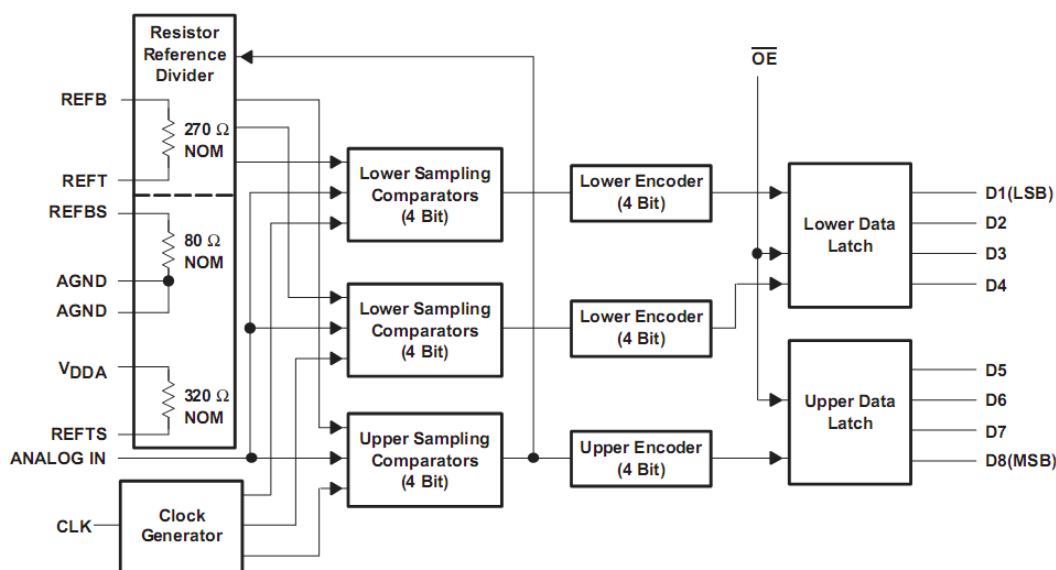 Resistor
Reference
Divider
OE
REFB
270 Ω
NOM
REFT
REFBS
80 Ω
NOM
AGND
AGND
VDDA
320 Ω
NOM
REFTS
ANALOG IN
CLK
Clock
Generator
Lower Sampling
Comparators
(4 Bit)
Lower Encoder
(4 Bit)
Lower Data
Latch
D1(LSB)
D2
D3
D4
Lower Sampling
Comparators
(4 Bit)
Lower Encoder
(4 Bit)
Upper Sampling
Comparators
(4 Bit)
Upper Encoder
(4 Bit)
Upper Data
Latch
D5
D6
D7
D8(MSB)